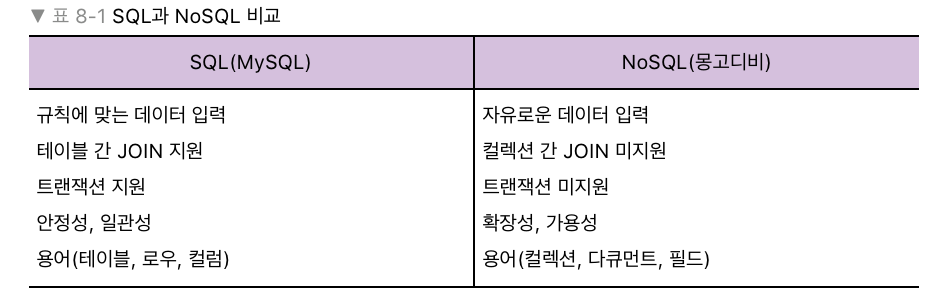 ▼ 표 8-1 SQL과 NoSQL 비교
SQL(MySQL)
NoSQL(몽고디비)
규칙에 맞는 데이터 입력
자유로운 데이터 입력
테이블 간 JOIN 지원
컬렉션 간 JOIN 미지원
트랜잭션 지원
트랜잭션 미지원
안정성, 일관성
확장성, 가용성
용어(테이블, 로우, 컬럼)
용어(컬렉션, 다큐먼트, 필드)